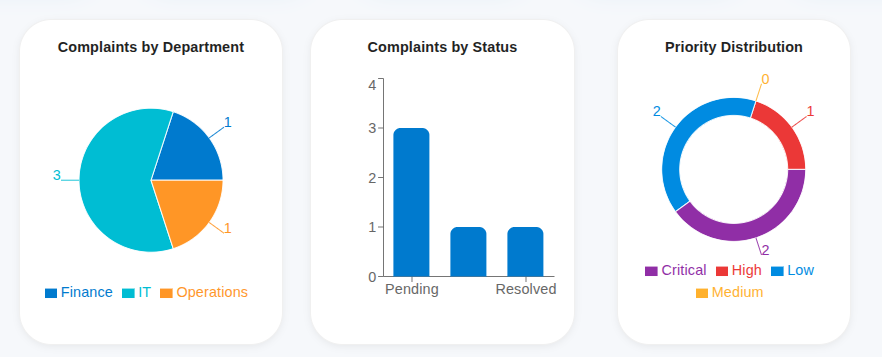 Complaints by Department
1
3
1
Finance IT Operations
Complaints by Status
4
3
2
1
0
Pending Resolved
Priority Distribution
0
2 1
2
Critical High Low
Medium